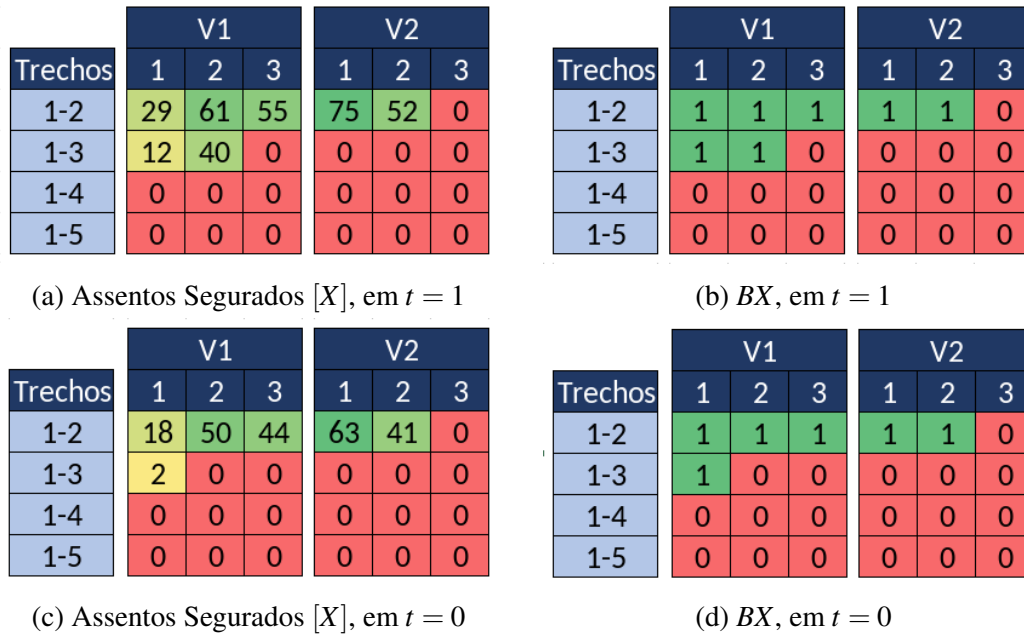 V1 V2
Trechos 1 2 3 1 2 3
1-2 29 61 55 75 52 0
1-3 12 40 0 0 0 0
1-4 0 0 0 0 0 0
1-5 0 0 0 0 0 0
(a) Assentos Segurados [X], em t = 1
V1 V2
Trechos 1 2 3 1 2 3
1-2 1 1 1 1 1 0
1-3 1 1 0 0 0 0
1-4 0 0 0 0 0 0
1-5 0 0 0 0 0 0
(b) BX, em t = 1
V1 V2
Trechos 1 2 3 1 2 3
1-2 18 50 44 63 41 0
1-3 2 0 0 0 0 0
1-4 0 0 0 0 0 0
1-5 0 0 0 0 0 0
(c) Assentos Segurados [X], em t = 0
V1 V2
Trechos 1 2 3 1 2 3
1-2 1 1 1 1 1 0
1-3 1 0 0 0 0 0
1-4 0 0 0 0 0 0
1-5 0 0 0 0 0 0
(d) BX, em t = 0